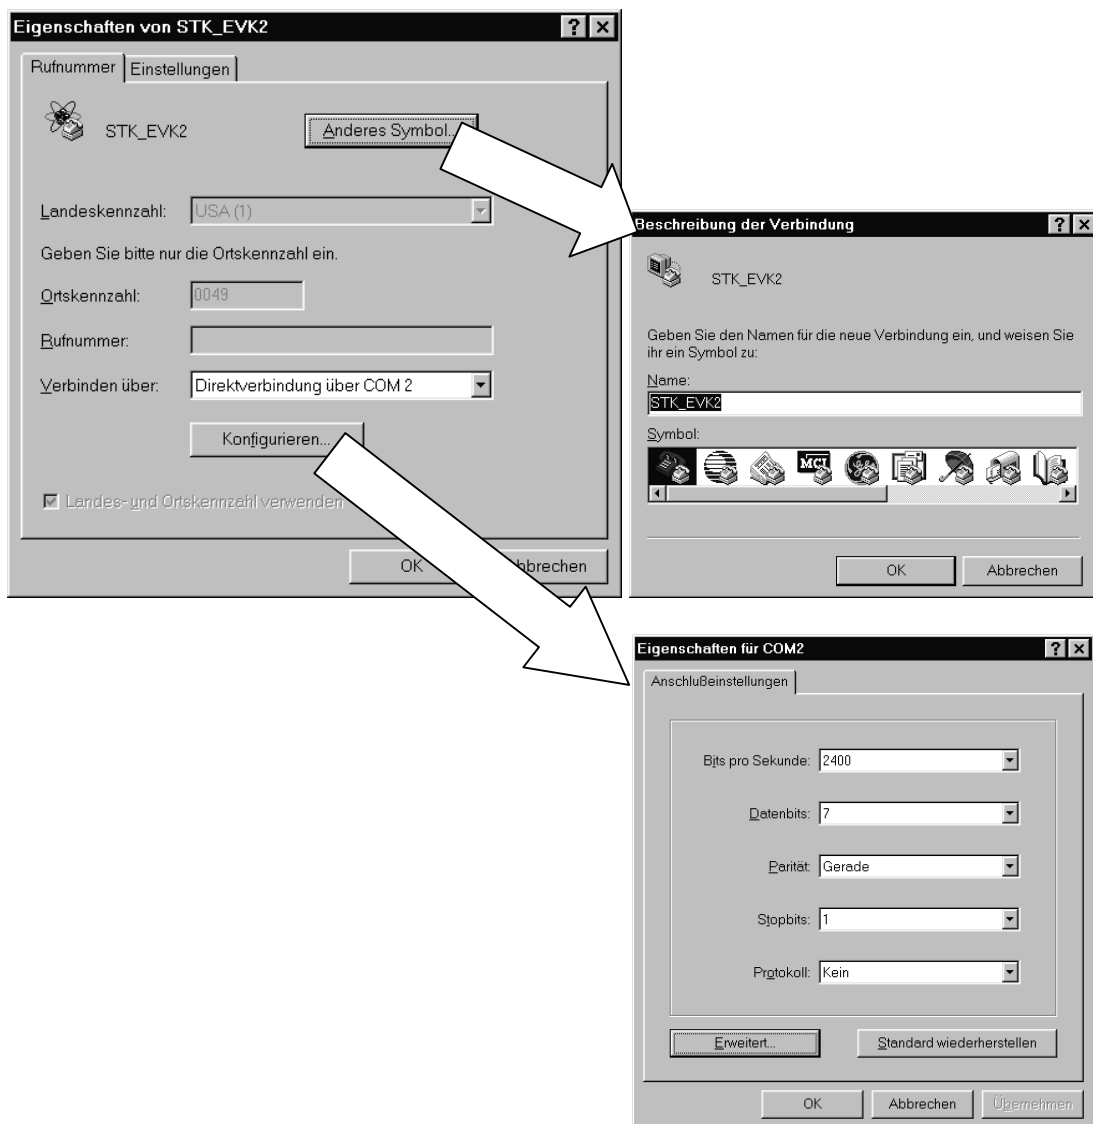 Eigenschaften von STK_EVK2
Rufnummer
Einstellungen
STK_EVK2
Anderes Symbol...
Landeskennzahl:
USA (1)
Geben Sie bitte nur die Ortskennzahl ein.
Ortskennzahl:
0049
Rufnummer:
Verbinden über:
Direktverbindung über COM 2
Konfigurieren...
Landes- und Ortskennzahl verwenden
OK
Abbrechen
Beschreibung der Verbindung
STK_EVK2
Geben Sie den Namen für die neue Verbindung ein, und weisen Sie
ihr ein Symbol zu:
Name:
STK_EVK2
Symbol:
MCI
OK
Abbrechen
Eigenschaften für COM2
Anschlußeinstellungen
Bits pro Sekunde:
2400
Datenbits:
7
Parität:
Gerade
Stopbits:
1
Protokoll:
Kein
Erweitert...
Standard wiederherstellen
OK
Abbrechen
Übernehmen